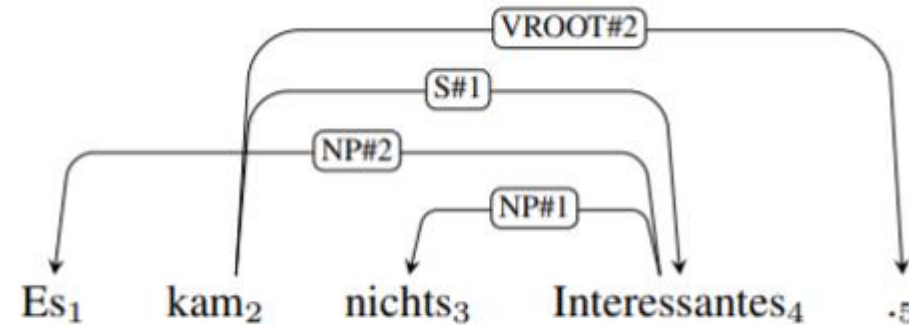 VROOT#2
S#1
NP#2
NP#1
Es₁ kam₂ nichts₃ Interessantes₄ .₅